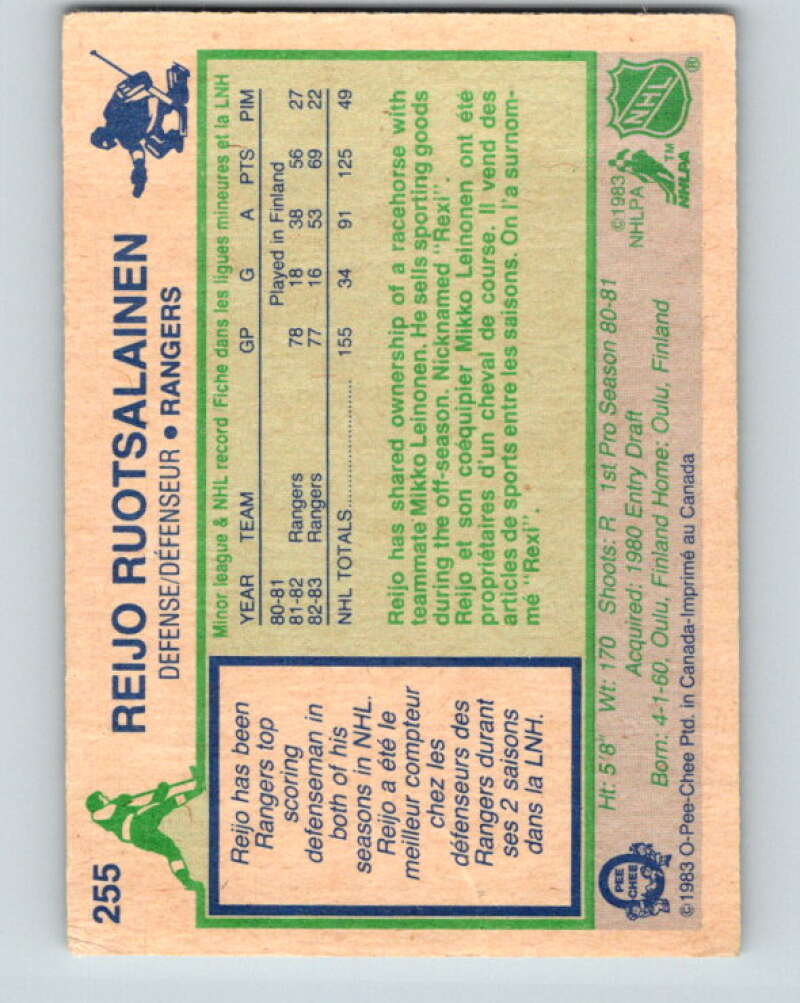 255
REIJO RUOTSALAINEN
DEFENSE/DÉFENSEUR • RANGERS
Reijo has been
Rangers top
scoring
defenseman in
both of his
seasons in NHL.
Reijo a été le
meilleur compteur
chez les
défenseurs des
Rangers durant
ses 2 saisons
dans la LNH.
Minor league & NHL record Fiche dans les ligues mineures et la LNH
YEAR TEAM GP G A PTS PIM
80-81 Played in Finland
81-82 Rangers 78 18 38 56 27
82-83 Rangers 77 16 53 69 22
NHL TOTALS 155 34 91 125 49
Reijo has shared ownership of a racehorse with
teammate Mikko Leinonen. He sells sporting goods
during the off-season. Nicknamed "Rexi".
Reijo et son coéquipier Mikko Leinonen ont été
propriétaires d'un cheval de course. Il vend des
articles de sports entre les saisons. On l'a surnom-
mé "Rexi".
Ht: 5'8" Wt: 170 Shoots: R 1st Pro Season 80-81
Acquired: 1980 Entry Draft
Born: 4-1-60, Oulu, Finland Home: Oulu, Finland
©1983 O-Pee-Chee Ptd. in Canada-Imprimé au Canada
O
PEE
CHEE
©1983
NHLPA
TM
NHLPA
NHL
®